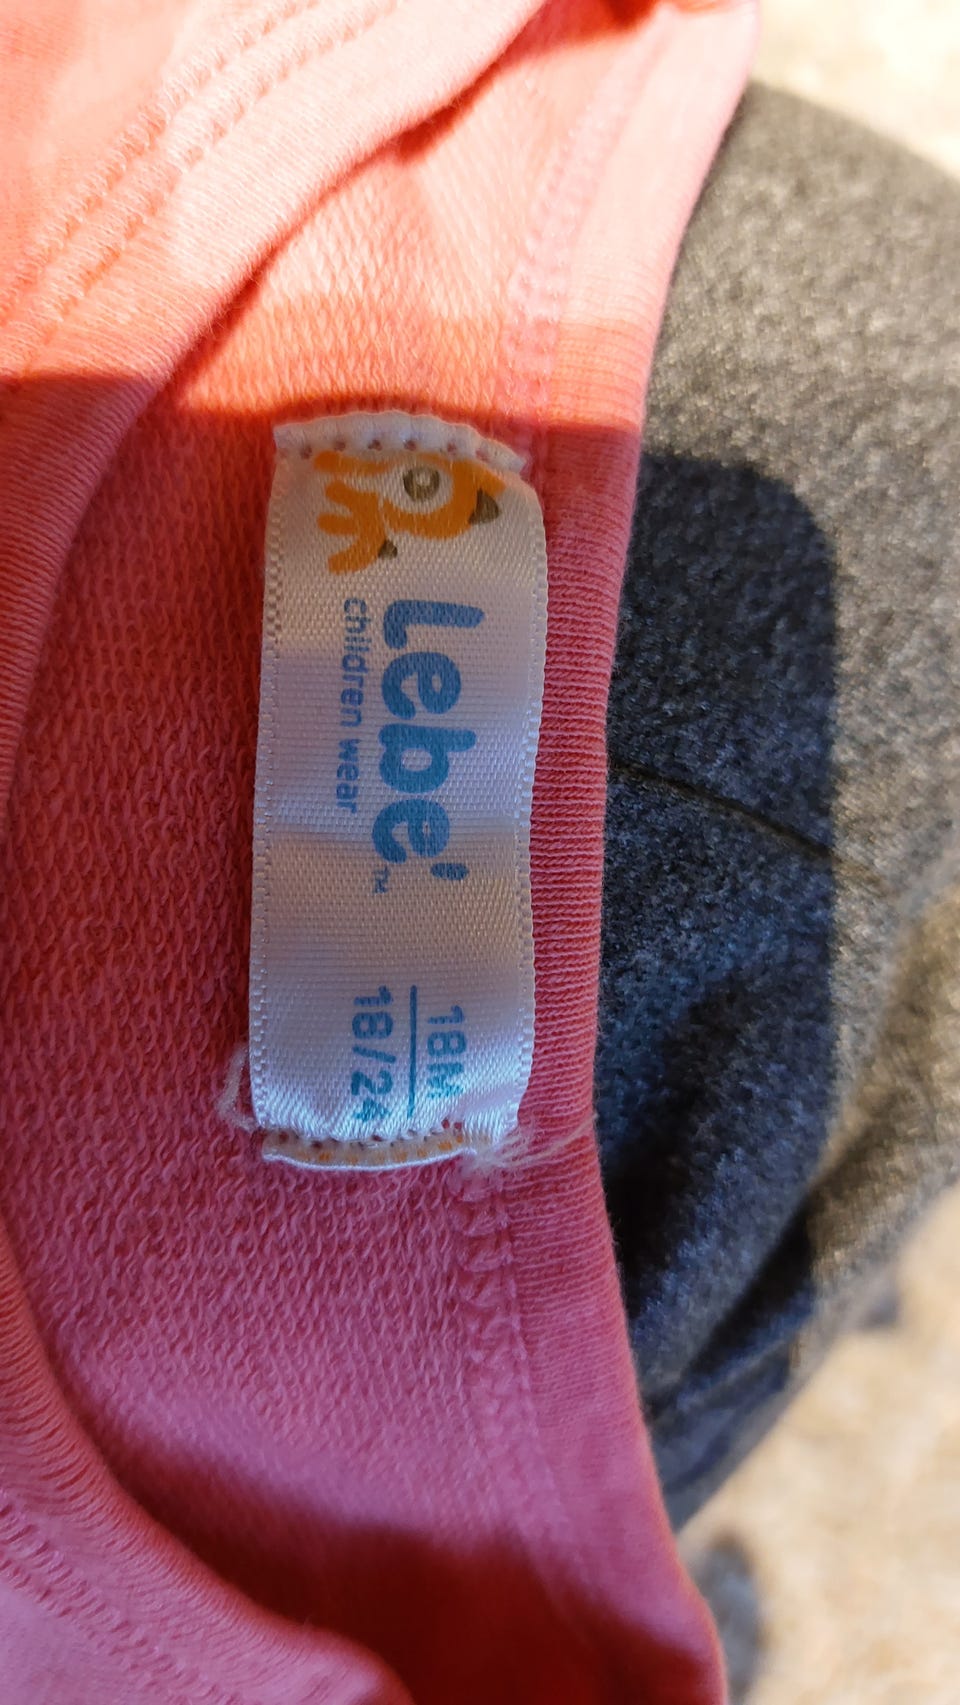 Lebe'™
children wear
18M
18/24